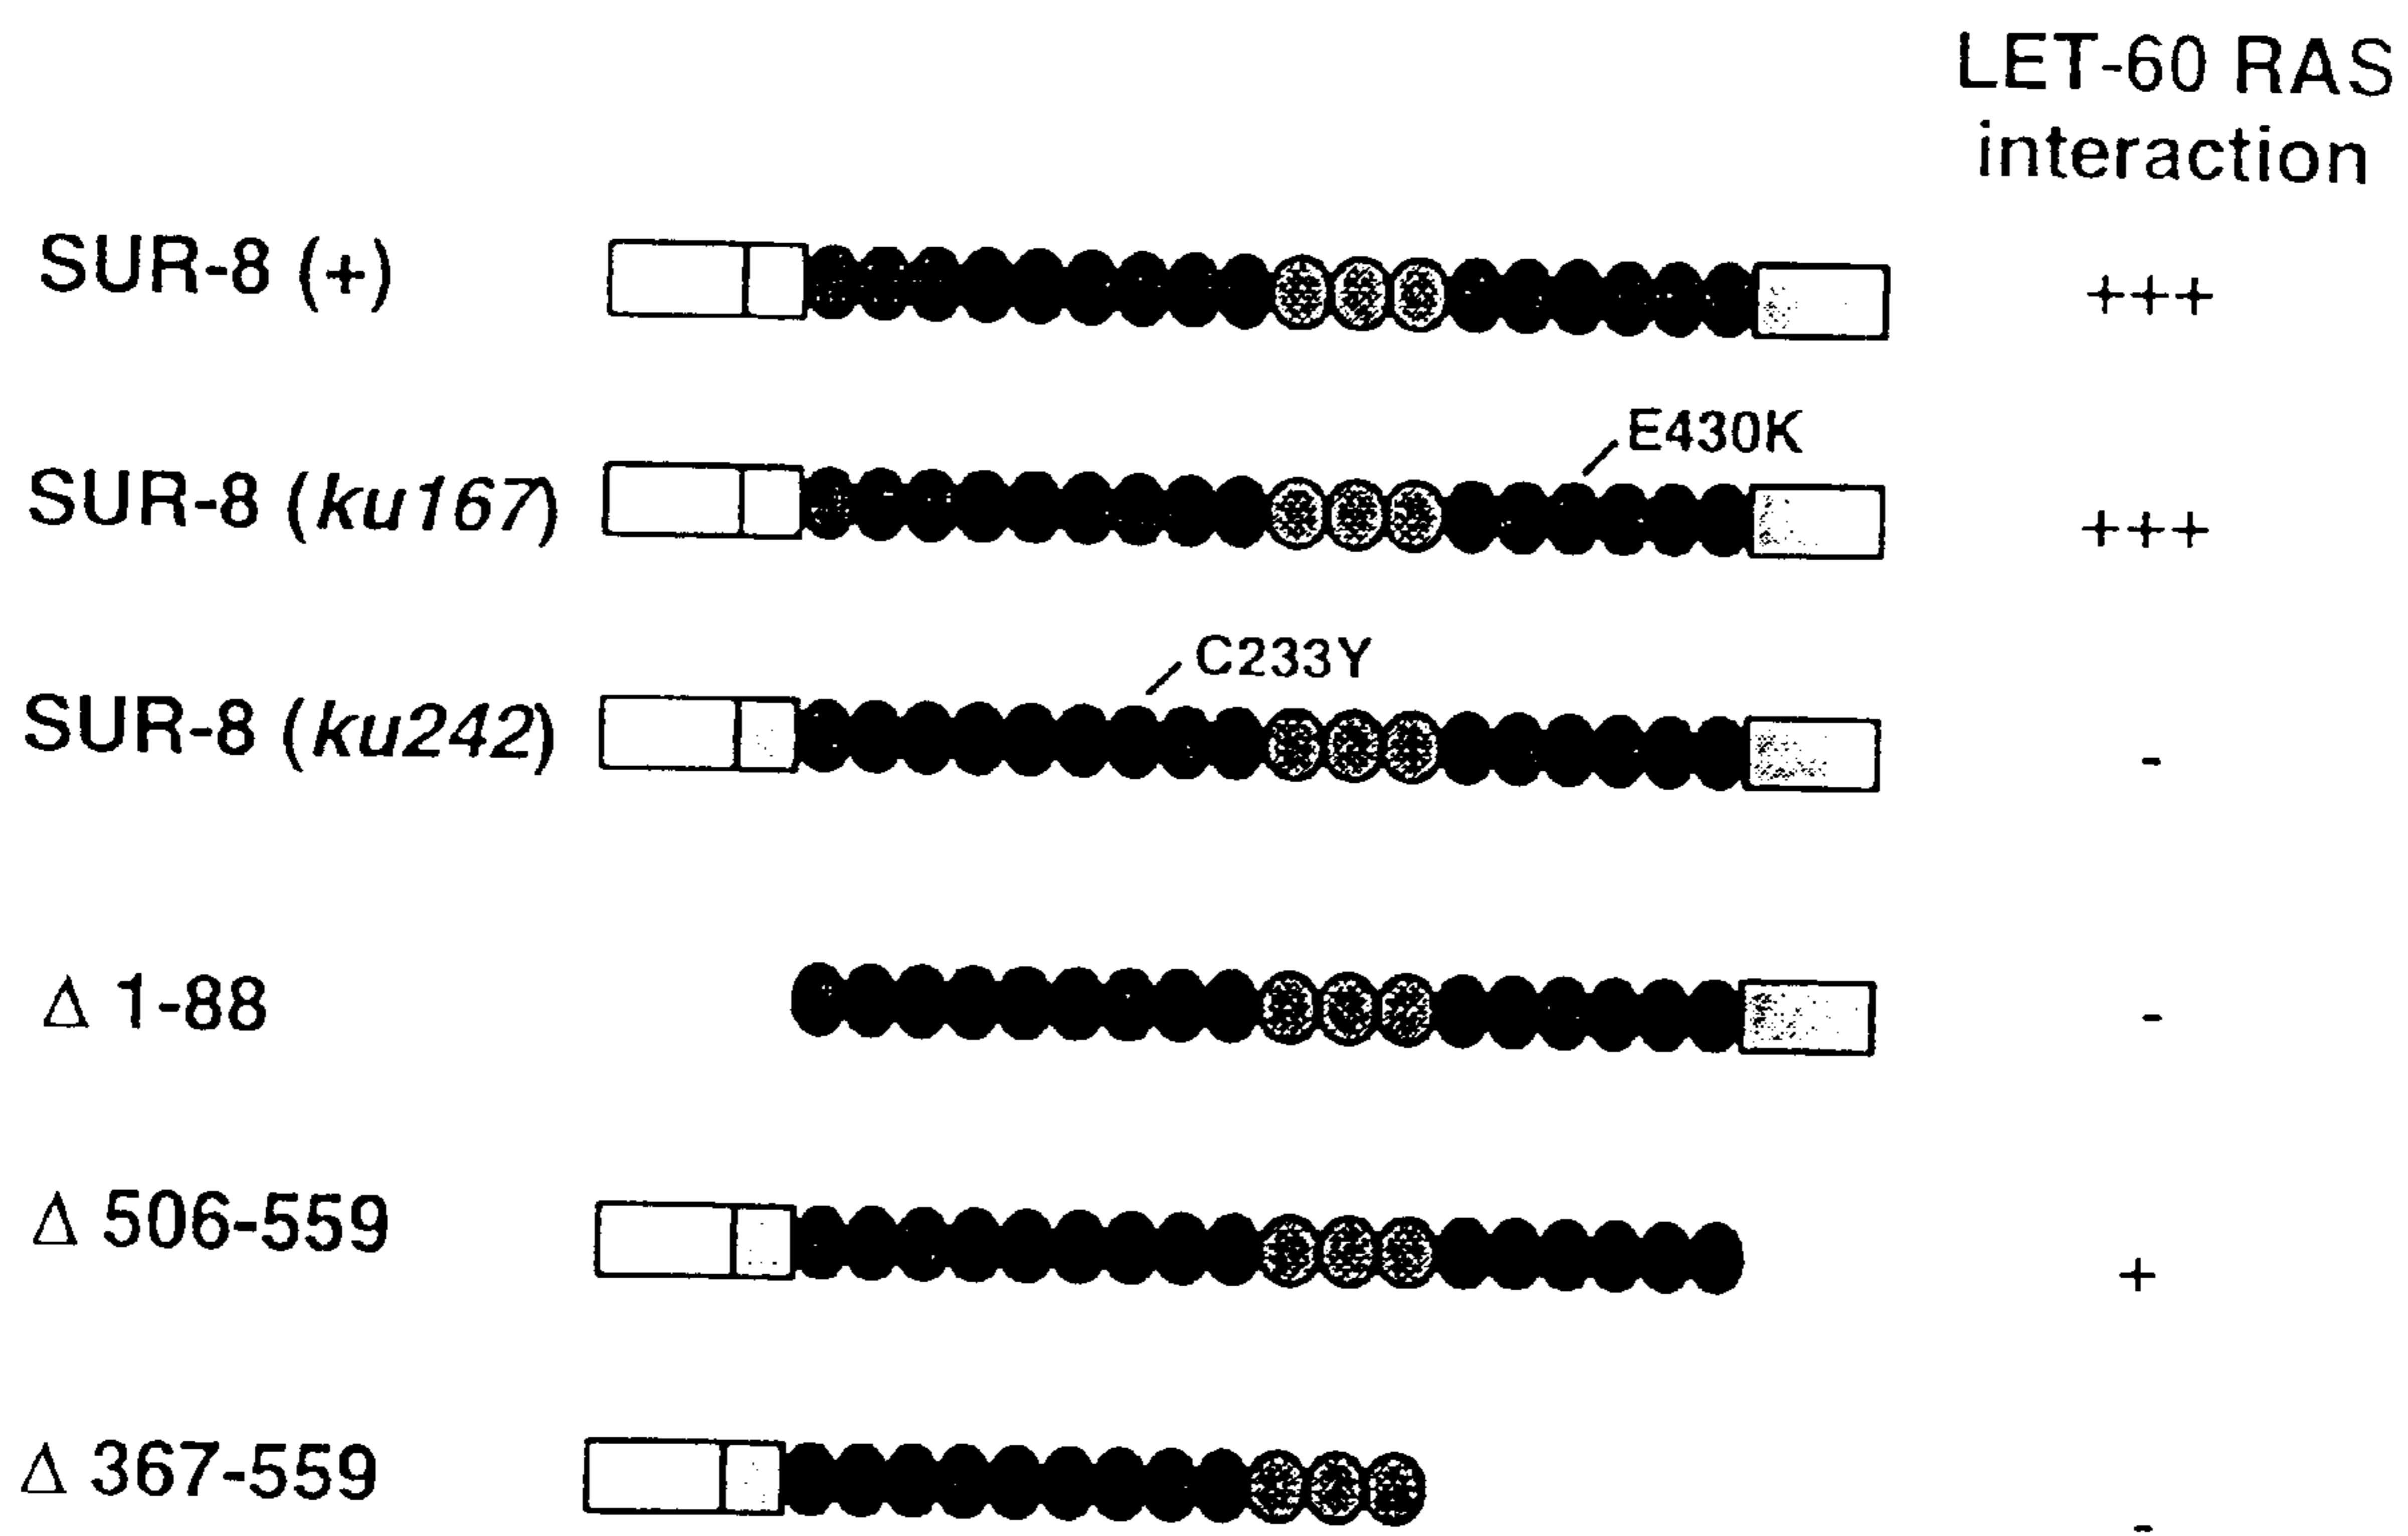 LET-60 RAS
interaction
SUR-8 (+)
+++
E430K
SUR-8 (ku167)
+++
C233Y
SUR-8 (ku242)
-
Δ 1-88
-
Δ 506-559
+
Δ 367-559
-